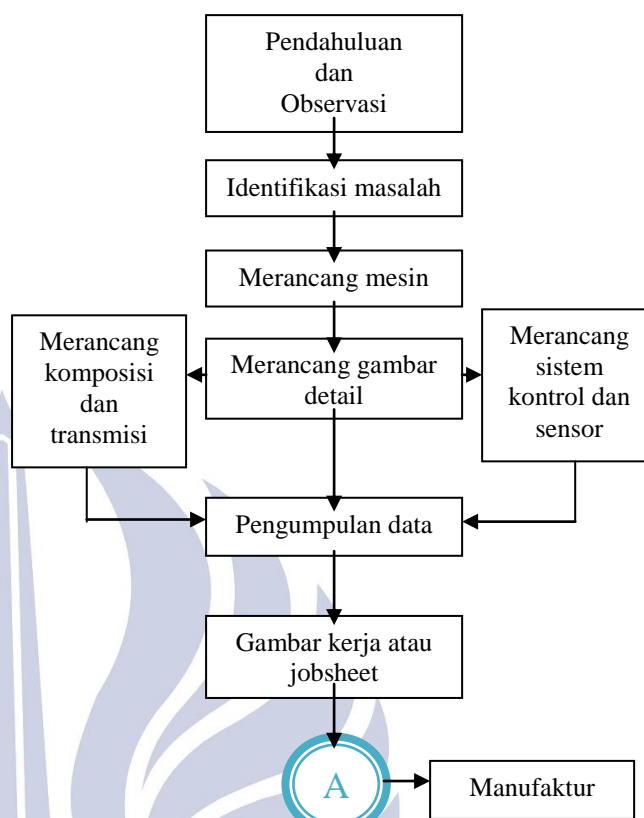 Pendahuluan
dan
Observasi
Identifikasi masalah
Merancang mesin
Merancang
komposisi
dan
transmisi
Merancang gambar
detail
Merancang
sistem
kontrol dan
sensor
Pengumpulan data
Gambar kerja atau
jobsheet
A
Manufaktur